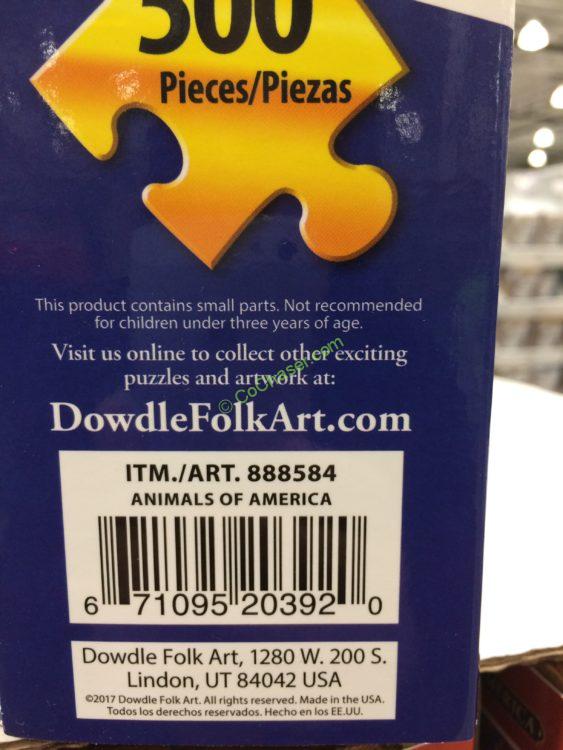 500
Pieces/Piezas
This product contains small parts. Not recommended
for children under three years of age.
Visit us online to collect other exciting
puzzles and artwork at:
© CoChaser.com
DowdleFolkArt.com
ITM./ART. 888584
ANIMALS OF AMERICA
6 71095 20392 0
Dowdle Folk Art, 1280 W. 200 S.
Lindon, UT 84042 USA
©2017 Dowdle Folk Art. All rights reserved. Made in the USA.
Todos los derechos reservados. Hecho en los EE.UU.